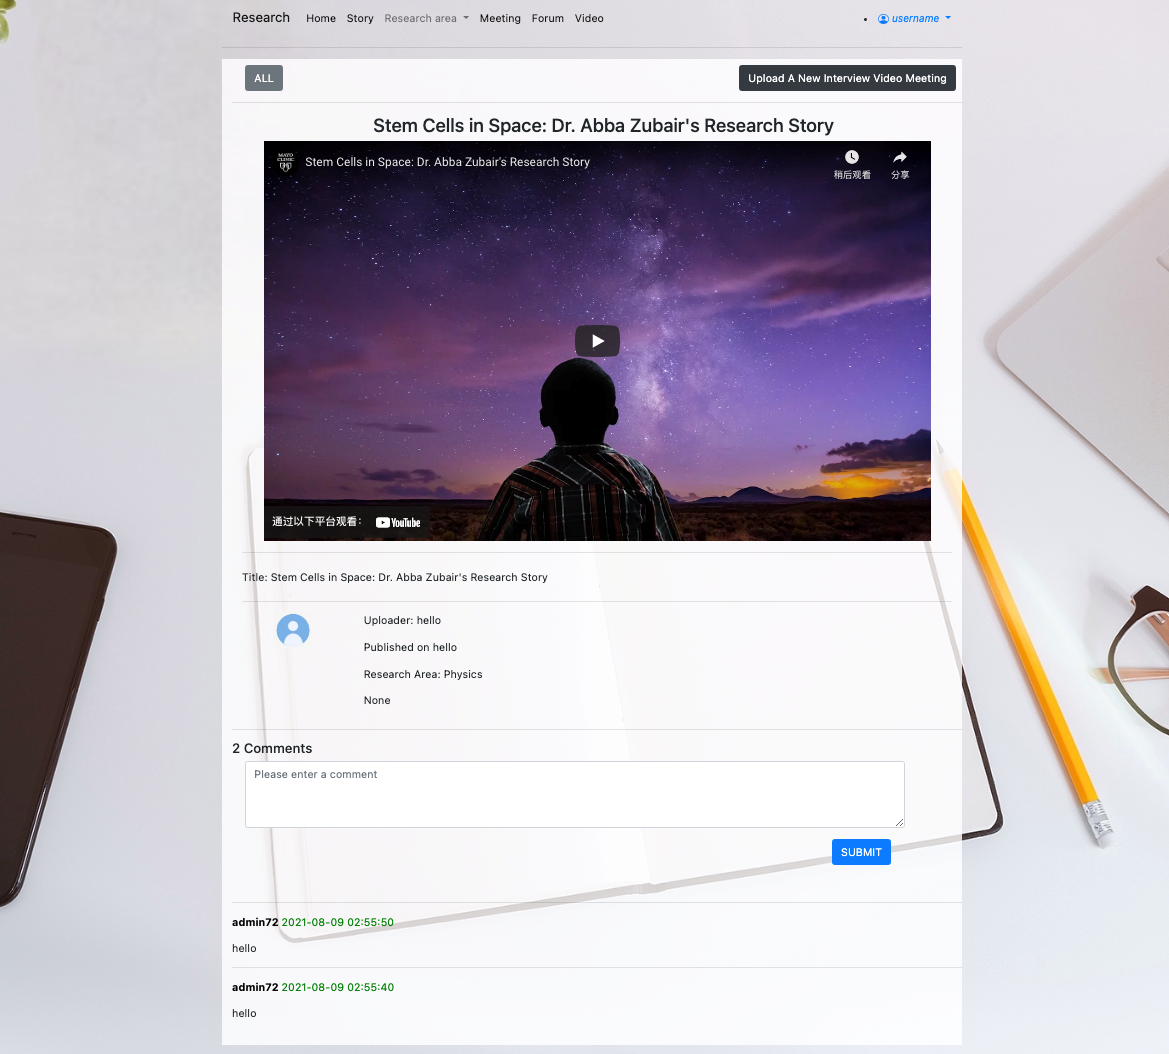 Research Home Story Research area Meeting Forum Video username
ALL Upload A New Interview Video Meeting
Stem Cells in Space: Dr. Abba Zubair's Research Story
MAYO CLINIC Stem Cells in Space: Dr. Abba Zubair's Research Story
稍后观看 分享
通过以下平台观看： YouTube
Title: Stem Cells in Space: Dr. Abba Zubair's Research Story
Uploader: hello
Published on hello
Research Area: Physics
None
2 Comments
Please enter a comment
SUBMIT
admin72 2021-08-09 02:55:50
hello
admin72 2021-08-09 02:55:40
hello